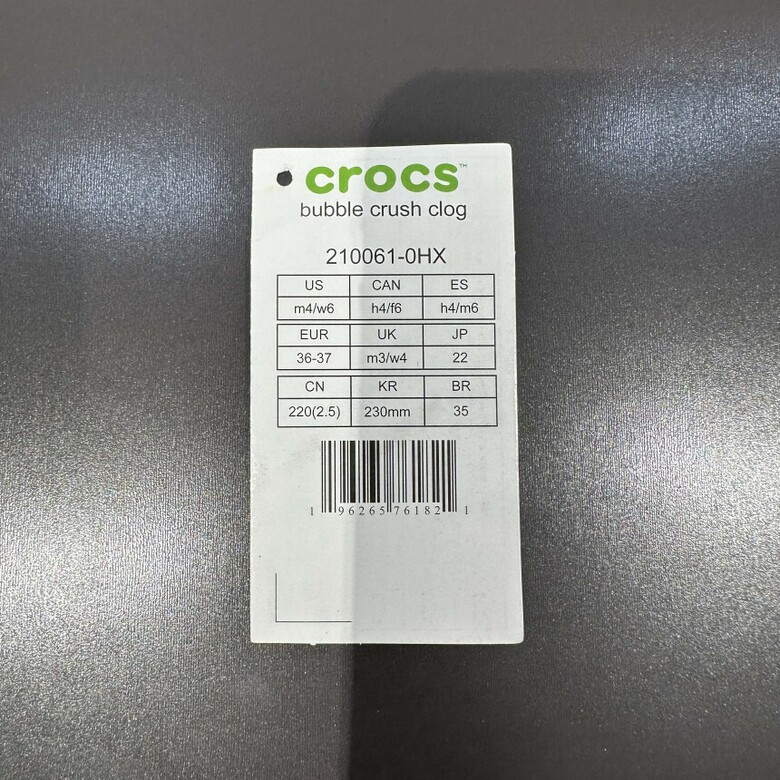 crocs™
bubble crush clog
210061-0HX
US CAN ES
m4/w6 h4/f6 h4/m6
EUR UK JP
36-37 m3/w4 22
CN KR BR
220(2.5) 230mm 35
1 96265 76182 1